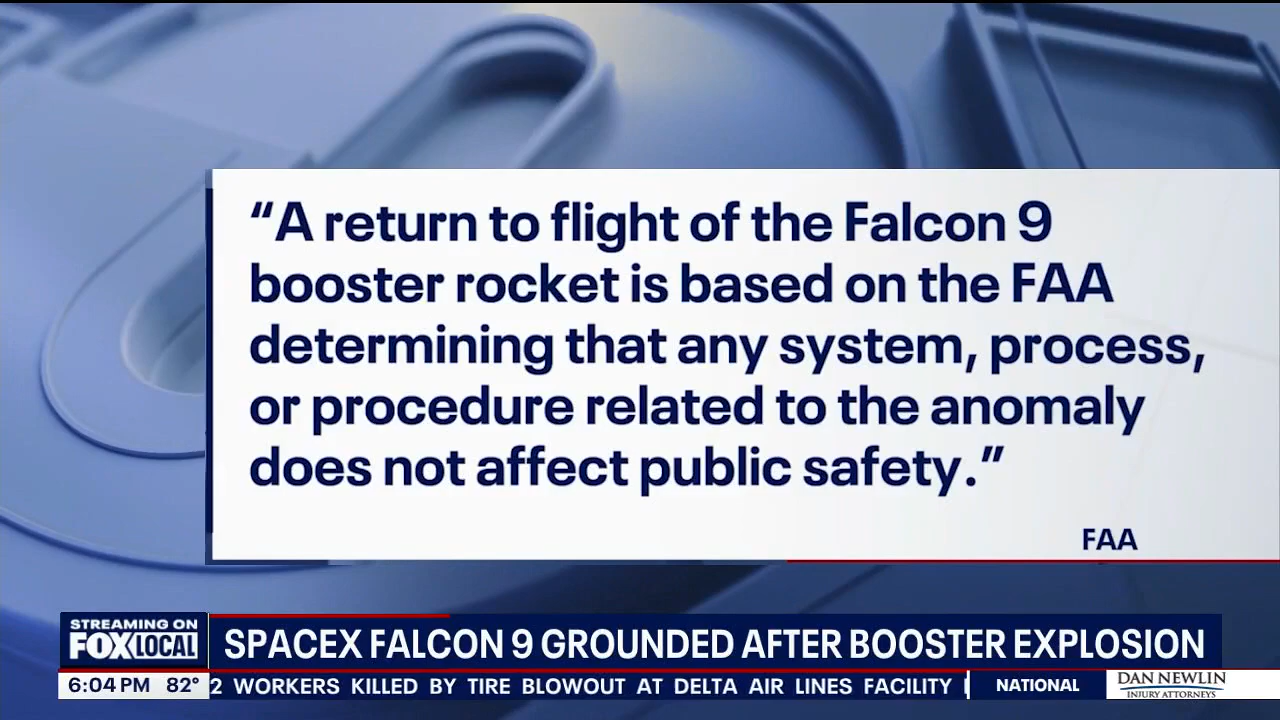 “A return to flight of the Falcon 9
booster rocket is based on the FAA
determining that any system, process,
or procedure related to the anomaly
does not affect public safety.”
FAA
STREAMING ON
FOX LOCAL
SPACEX FALCON 9 GROUNDED AFTER BOOSTER EXPLOSION
6:04 PM 82° 2 WORKERS KILLED BY TIRE BLOWOUT AT DELTA AIR LINES FACILITY
NATIONAL
DAN NEWLIN
INJURY ATTORNEYS